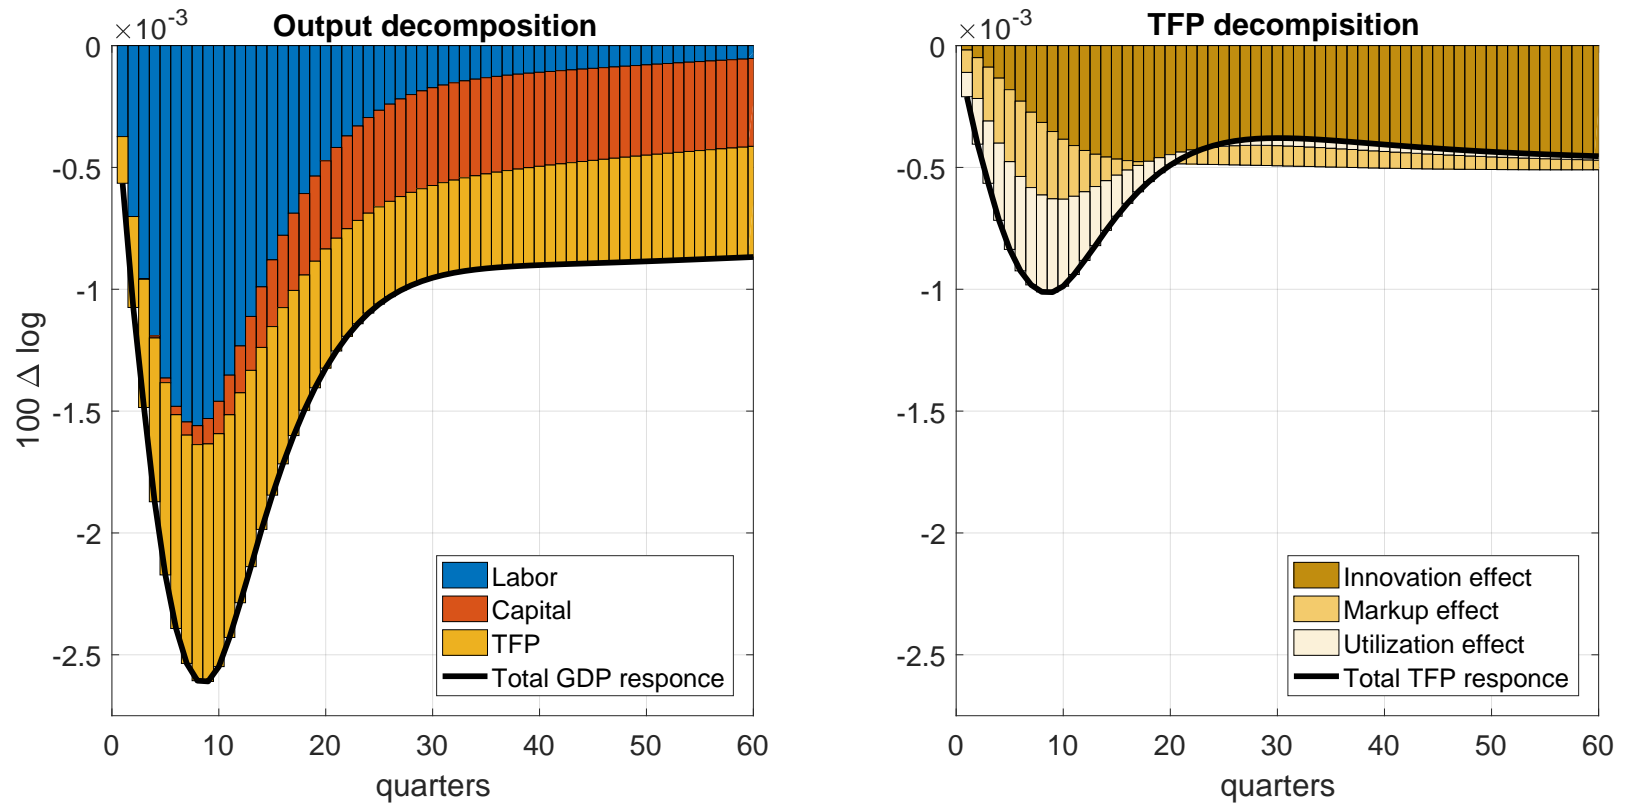 ×10-3
Output decomposition
0
-0.5
-1
-1.5
-2
-2.5
100 Δ log
Labor
Capital
TFP
Total GDP responce
0 10 20 30 40 50 60
quarters
×10-3
TFP decompisition
0
-0.5
-1
-1.5
-2
-2.5
Innovation effect
Markup effect
Utilization effect
Total TFP responce
0 10 20 30 40 50 60
quarters